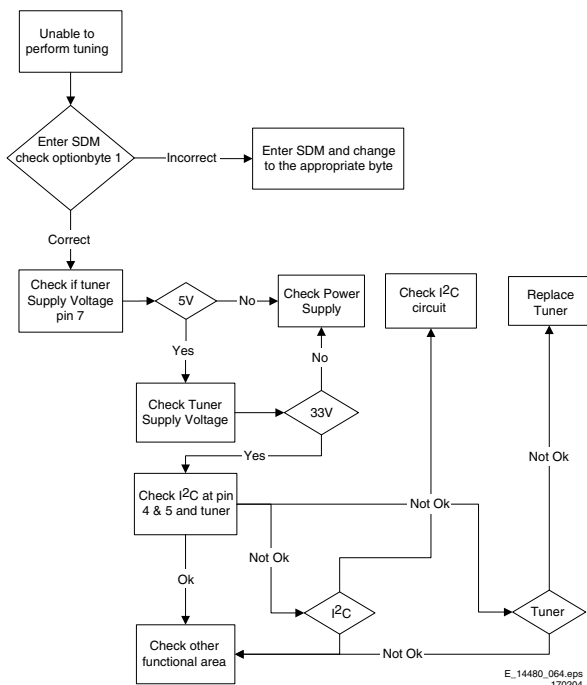 Unable to
perform tuning
Enter SDM
check optionbyte 1
Incorrect
Enter SDM and change
to the appropriate byte
Correct
Check if tuner
Supply Voltage
pin 7
5V
No
Check Power
Supply
Check I2C
circuit
Replace
Tuner
Yes
No
Check Tuner
Supply Voltage
33V
Yes
Not Ok
Check I2C at pin
4 & 5 and tuner
Not Ok
Not Ok
Ok
I2C
Tuner
Check other
functional area
Not Ok
E_14480_064.eps
170204